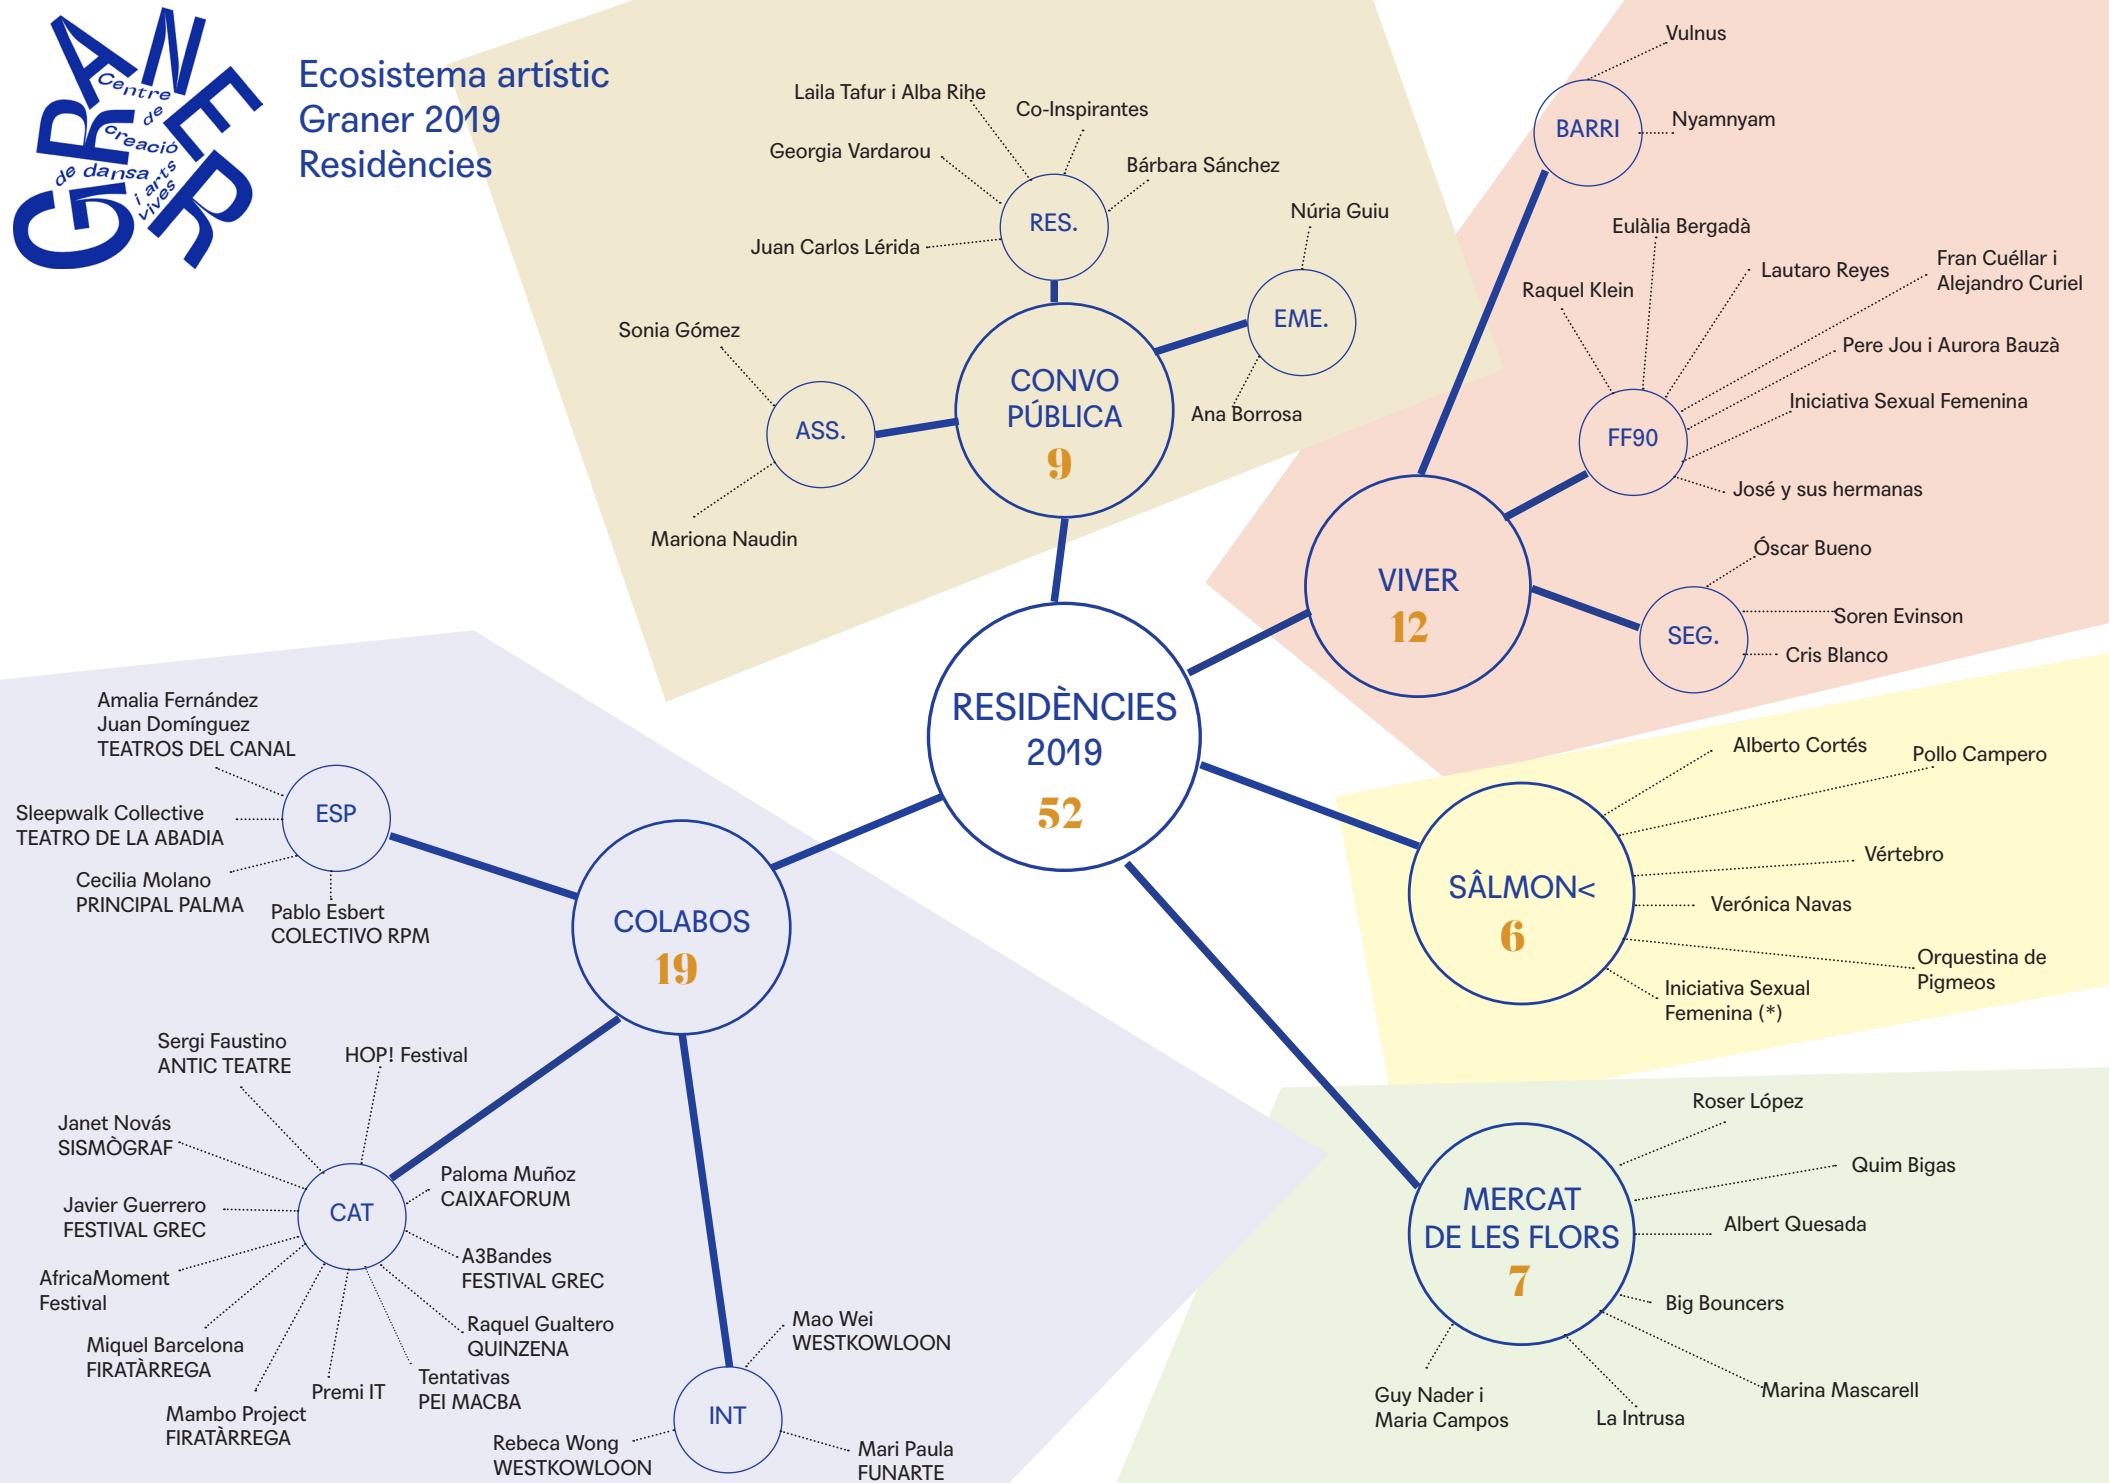 GRANER
Centre
de
creació
de dansa
i arts
vives
Ecosistema artístic
Graner 2019
Residències
Laila Tafur i Alba Rihe
Co-Inspirantes
Georgia Vardarou
Bárbara Sánchez
Juan Carlos Lérida
RES.
Núria Guiu
EME.
Ana Borrosa
Sonia Gómez
ASS.
Mariona Naudin
CONVO
PÚBLICA
9
Vulnus
BARRI
Nyamnyam
Eulàlia Bergadà
Raquel Klein
Lautaro Reyes
Fran Cuéllar i
Alejandro Curiel
Pere Jou i Aurora Bauzà
Iniciativa Sexual Femenina
FF90
José y sus hermanas
VIVER
12
Óscar Bueno
Soren Evinson
SEG.
Cris Blanco
RESIDÈNCIES
2019
52
Amalia Fernández
Juan Domínguez
TEATROS DEL CANAL
ESP
Sleepwalk Collective
TEATRO DE LA ABADIA
Cecilia Molano
PRINCIPAL PALMA
Pablo Esbert
COLECTIVO RPM
COLABOS
19
Alberto Cortés
Pollo Campero
Vértebro
SÂLMON<
6
Verónica Navas
Orquestina de
Pigmeos
Iniciativa Sexual
Femenina (*)
Sergi Faustino
ANTIC TEATRE
HOP! Festival
Janet Novás
SISMÒGRAF
Javier Guerrero
FESTIVAL GREC
CAT
Paloma Muñoz
CAIXAFORUM
A3Bandes
FESTIVAL GREC
AfricaMoment
Festival
Miquel Barcelona
FIRATÀRREGA
Mambo Project
FIRATÀRREGA
Premi IT
Tentativas
PEI MACBA
Raquel Gualtero
QUINZENA
Mao Wei
WESTKOWLOON
INT
Rebeca Wong
WESTKOWLOON
Mari Paula
FUNARTE
Roser López
Quim Bigas
MERCAT
DE LES FLORS
7
Albert Quesada
Big Bouncers
Marina Mascarell
La Intrusa
Guy Nader i
Maria Campos